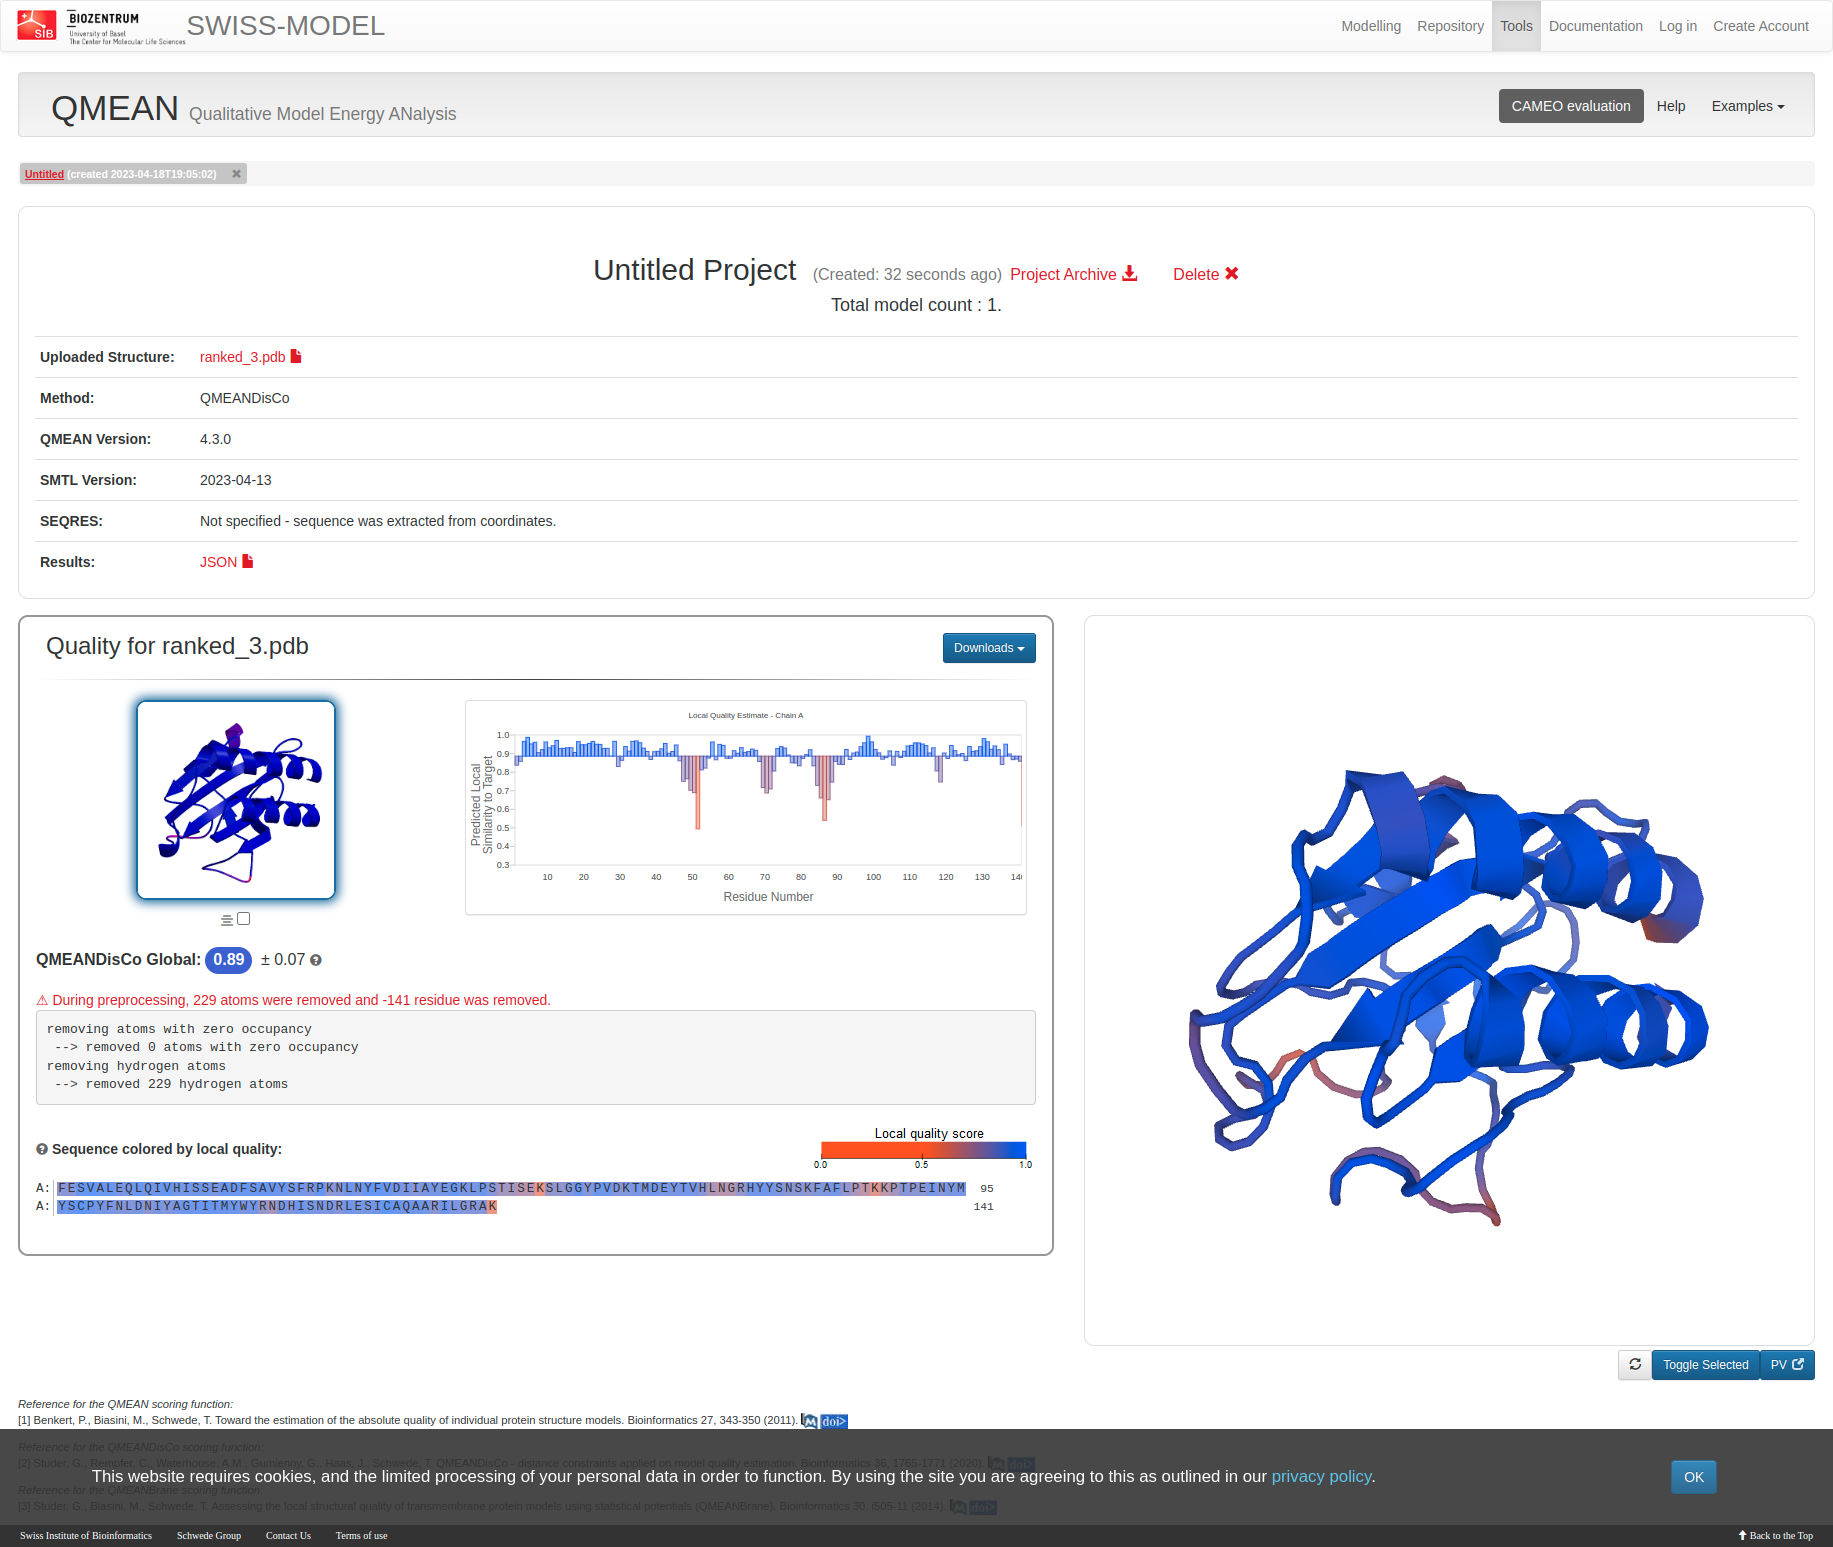 SIB
BIOZENTRUM
University of Basel
The Center for Molecular Life Sciences
SWISS-MODEL
Modelling Repository Tools Documentation Log in Create Account
QMEAN Qualitative Model Energy ANalysis
CAMEO evaluation Help Examples
Untitled (created 2023-04-18T19:05:02) ✖
Untitled Project (Created: 32 seconds ago) Project Archive Delete ✖
Total model count : 1.
Uploaded Structure: ranked_3.pdb
Method: QMEANDisCo
QMEAN Version: 4.3.0
SMTL Version: 2023-04-13
SEQRES: Not specified - sequence was extracted from coordinates.
Results: JSON
Quality for ranked_3.pdb
Downloads
Local Quality Estimate - Chain A
Predicted Local
Similarity to Target
1.0
0.9
0.8
0.7
0.6
0.5
0.4
0.3
10 20 30 40 50 60 70 80 90 100 110 120 130 14
Residue Number
QMEANDisCo Global: 0.89 ± 0.07
⚠ During preprocessing, 229 atoms were removed and -141 residue was removed.
removing atoms with zero occupancy
--> removed 0 atoms with zero occupancy
removing hydrogen atoms
--> removed 229 hydrogen atoms
Sequence colored by local quality:
Local quality score
0.0 0.5 1.0
A: FESVALEQLQIVHISSEADFSAVYSFRPKNLNYFVDIIAYEGKLPSTISEKSLGGYPVDKTMDEYTVHLNGRHYYSNSKFAFLPTKKPTPEINYM 95
A: YSCPYFNLDNIYAGTITMYWYRNDHISNDRLESICAQAARILGRAK 141
Toggle Selected PV
Reference for the QMEAN scoring function:
[1] Benkert, P., Biasini, M., Schwede, T. Toward the estimation of the absolute quality of individual protein structure models. Bioinformatics 27, 343-350 (2011). M doi>
Reference for the QMEANDisCo scoring function:
[2] Studer, G., Rempfer, C., Waterhouse, A.M., Gumienny, G., Haas, J., Schwede, T. QMEANDisCo - distance constraints applied on model quality estimation. Bioinformatics 36, 1765-1771 (2020). M doi>
This website requires cookies, and the limited processing of your personal data in order to function. By using the site you are agreeing to this as outlined in our privacy policy.
OK
Reference for the QMEANBrane scoring function:
[3] Studer, G., Biasini, M., Schwede, T. Assessing the local structural quality of transmembrane protein models using statistical potentials (QMEANBrane). Bioinformatics 30, i505-11 (2014). M doi>
Swiss Institute of Bioinformatics Schwede Group Contact Us Terms of use Back to the Top